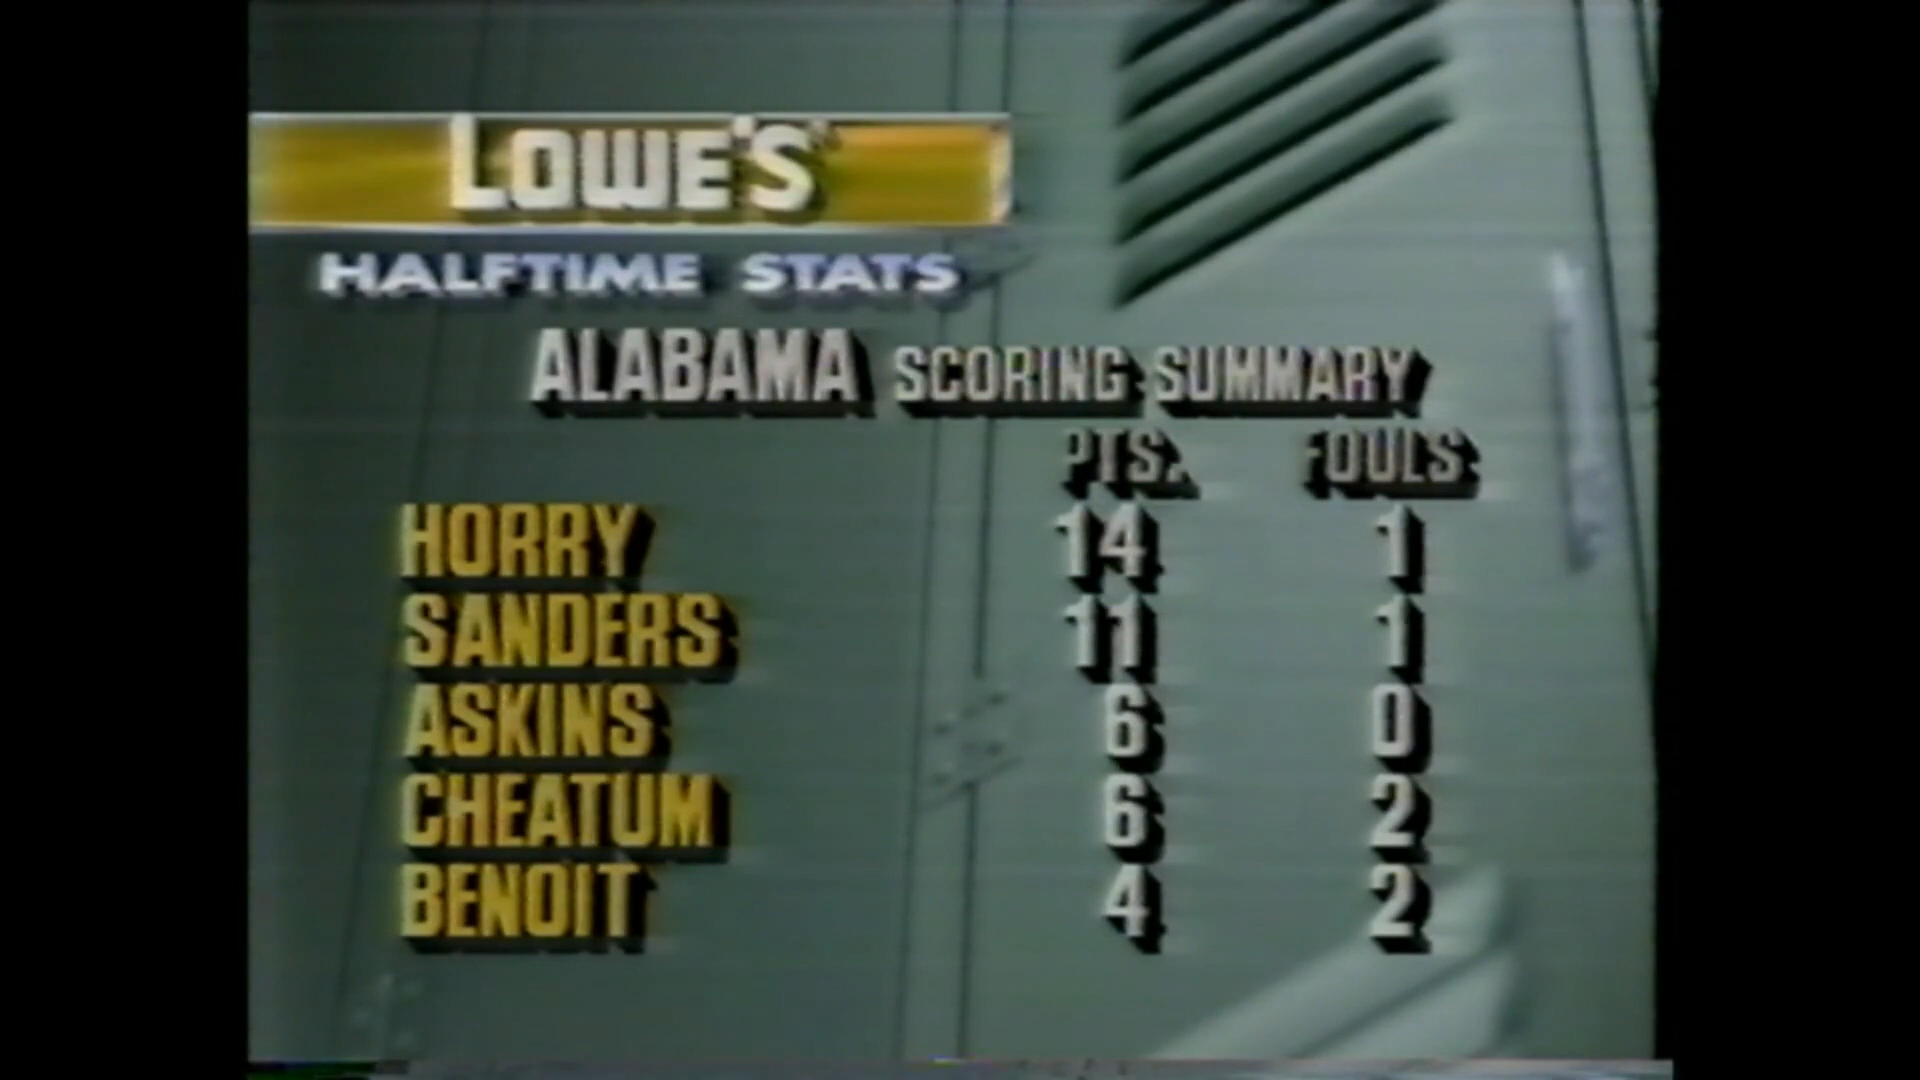 LOWE'S
HALFTIME STATS
ALABAMA SCORING SUMMARY
PTS. FOULS
HORRY 14 1
SANDERS 11 1
ASKINS 6 0
CHEATUM 6 2
BENOIT 4 2